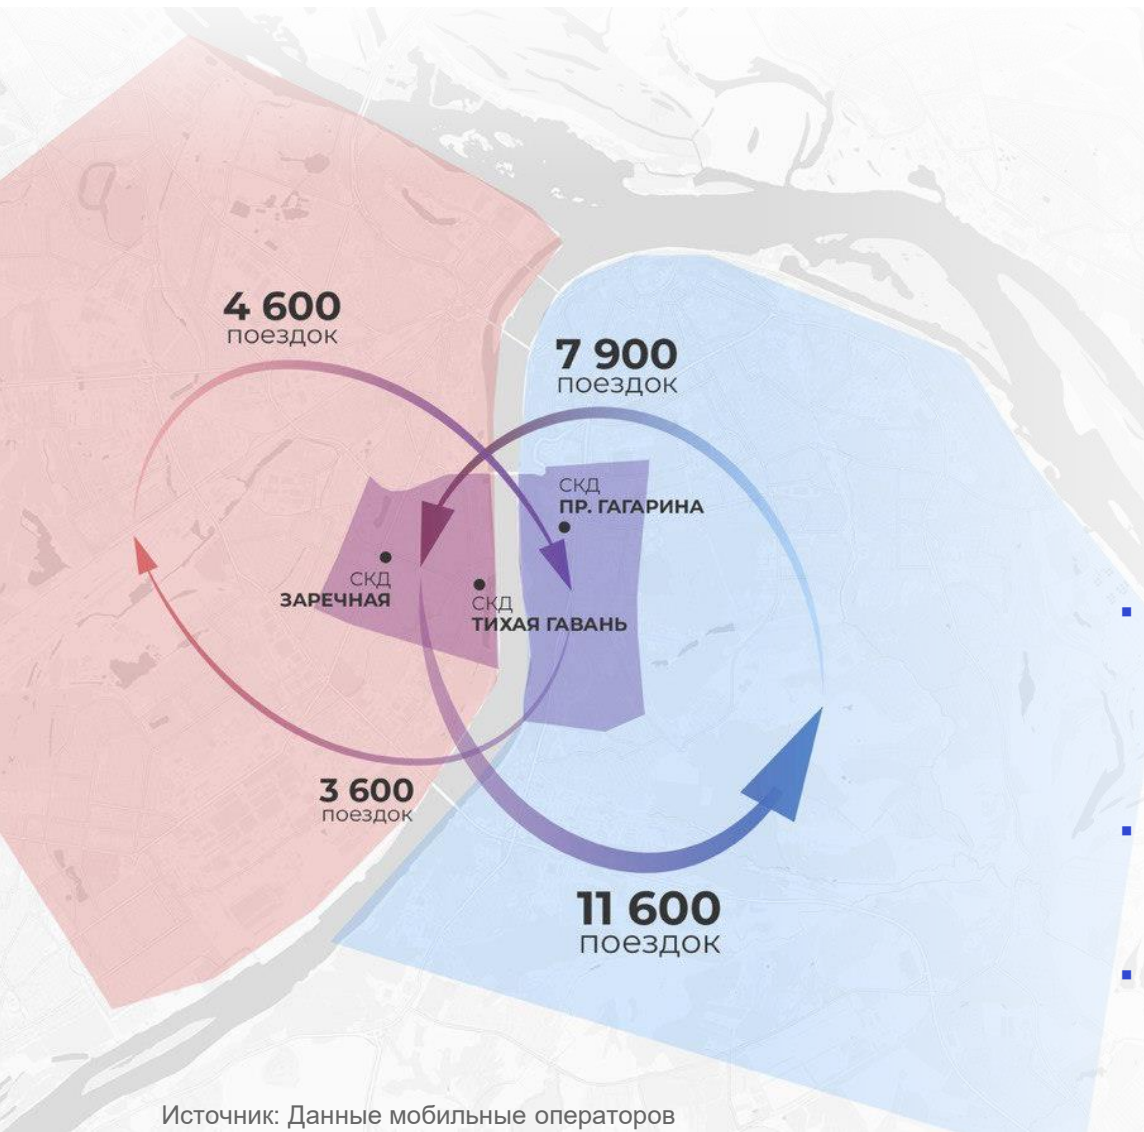 4 600
поездок
7 900
поездок
СКД
ПР. ГАГАРИНА
СКД
ЗАРЕЧНАЯ
СКД
ТИХАЯ ГАВАНЬ
3 600
поездок
11 600
поездок
Источник: Данные мобильные операторов